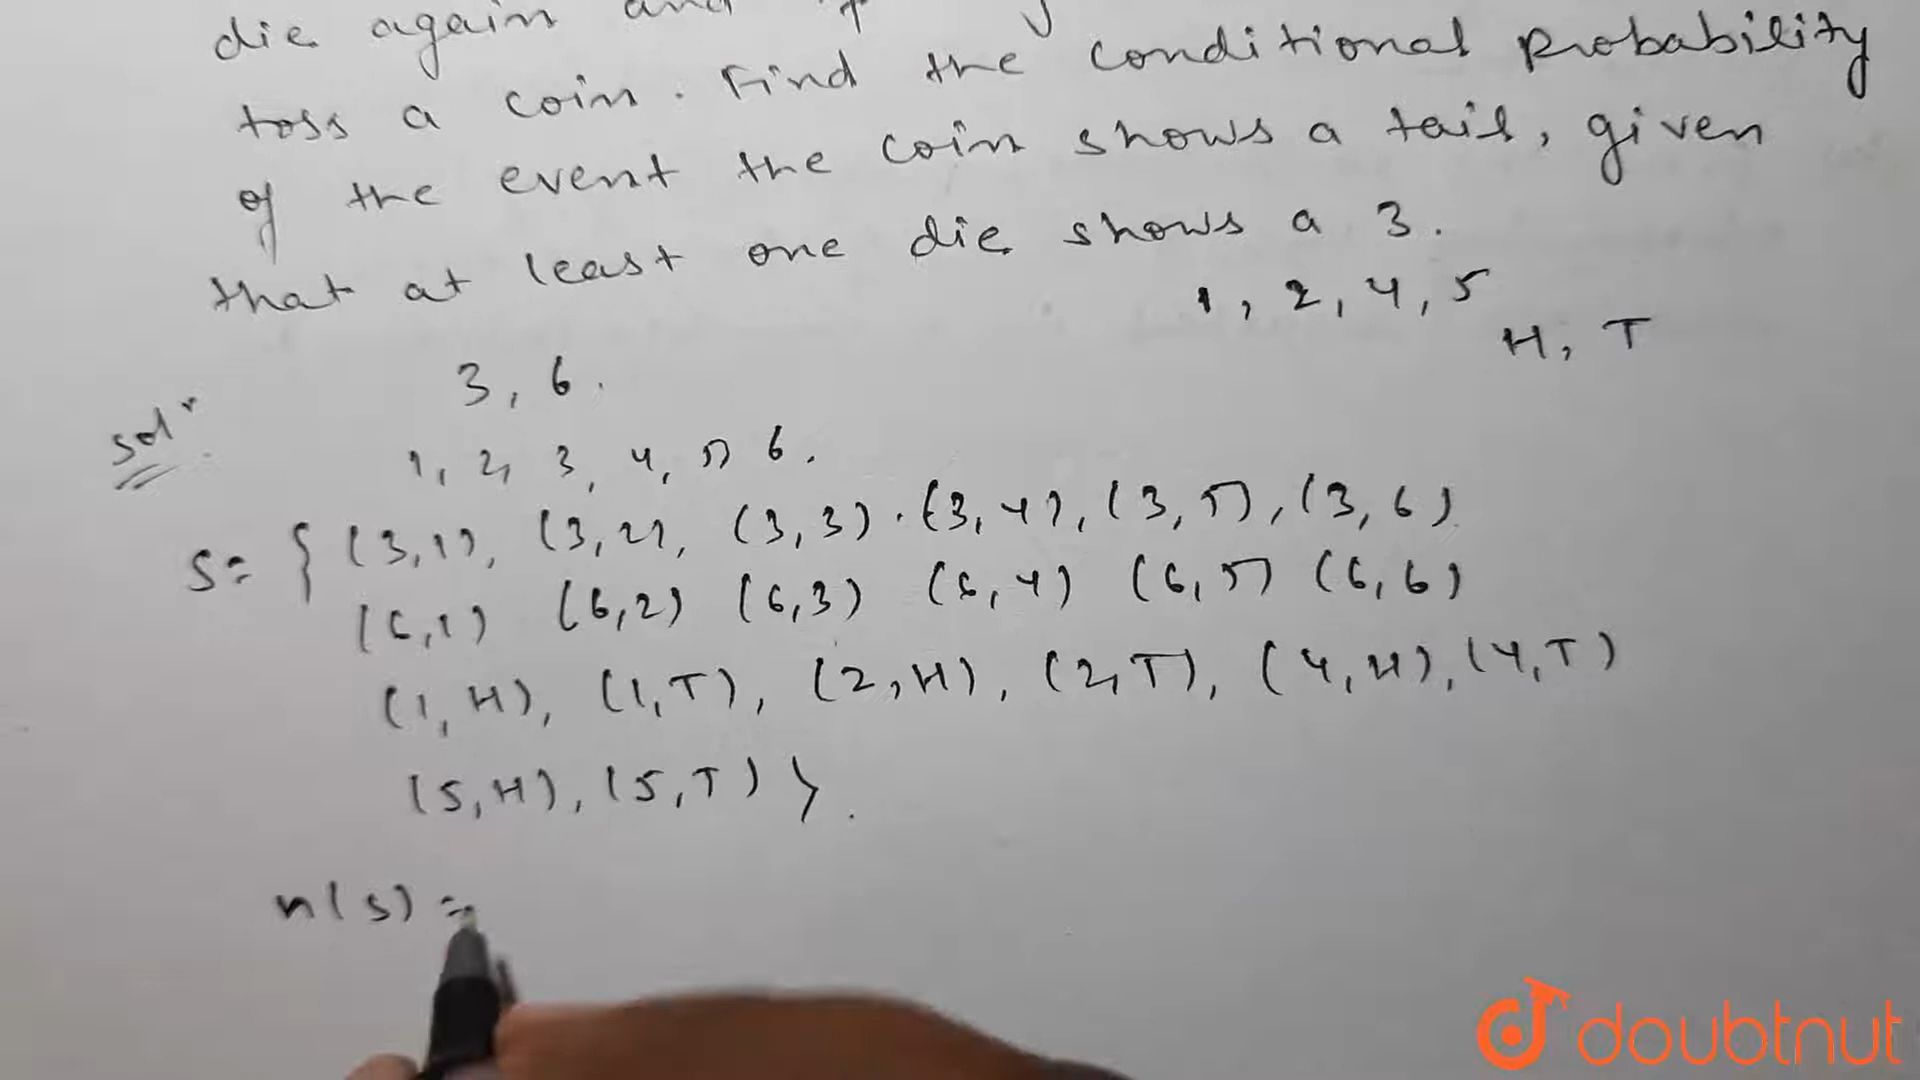 die again and
toss a coin. Find the conditional probability
of the event the coin shows a tail, given
that at least one die shows a 3.
1, 2, 4, 5
H, T
3, 6.
Solⁿ.
1, 2, 3, 4, 5, 6.
S = { (3,1), (3,2), (3,3). (3,4), (3,5), (3,6)
(6,1) (6,2) (6,3) (6,4) (6,5) (6,6)
(1,H), (1,T), (2,H), (2,T), (4,H), (4,T)
(5,H), (5,T) }.
n(s) =
doubtnut